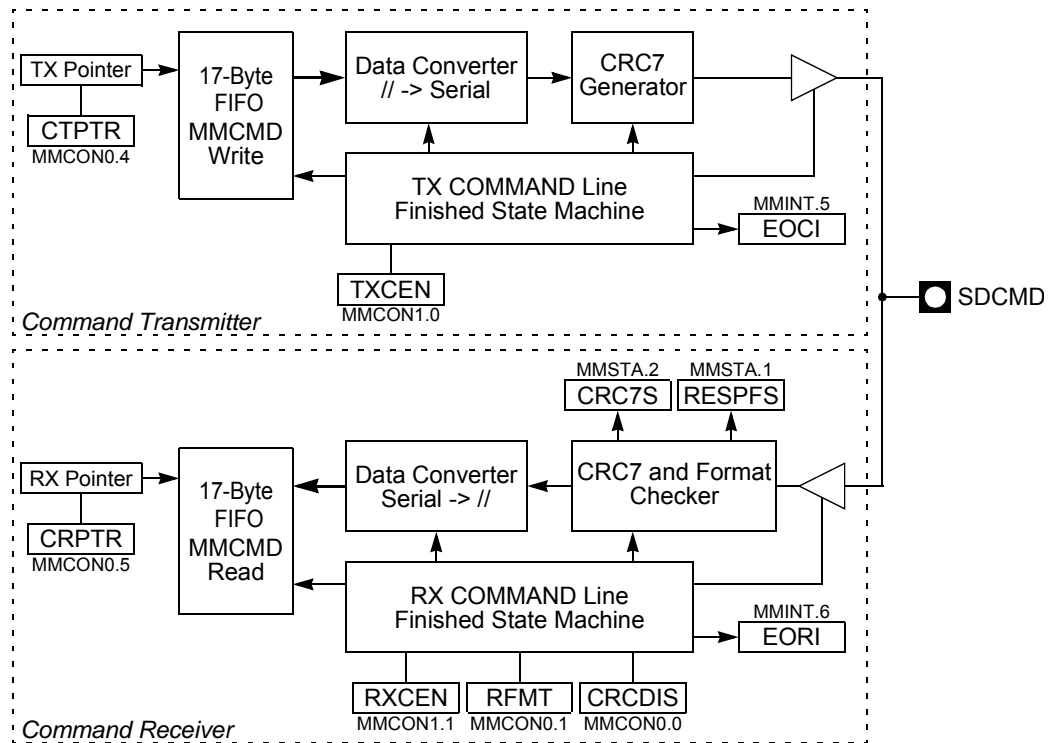 TX Pointer
CTPTR
MMCON0.4
17-Byte
FIFO
MMCMD
Write
Data Converter
// -> Serial
CRC7
Generator
TX COMMAND Line
Finished State Machine
MMINT.5
EOCI
TXCEN
MMCON1.0
Command Transmitter
SDCMD
MMSTA.2
CRC7S
MMSTA.1
RESPFS
RX Pointer
CRPTR
MMCON0.5
17-Byte
FIFO
MMCMD
Read
Data Converter
Serial -> //
CRC7 and Format
Checker
RX COMMAND Line
Finished State Machine
MMINT.6
EORI
RXCEN
MMCON1.1
RFMT
MMCON0.1
CRCDIS
MMCON0.0
Command Receiver